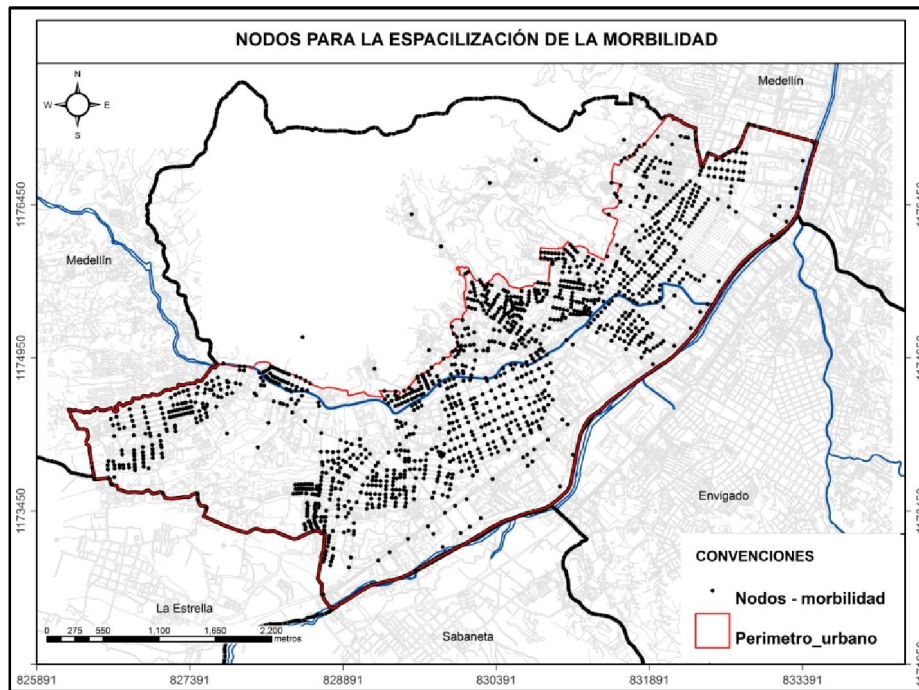 NODOS PARA LA ESPACILIZACIÓN DE LA MORBILIDAD
Medellín
N
W E
S
1176450
1176450
Medellín
1174950
1173450
Envigado
CONVENCIONES
Nodos - morbilidad
Perimetro_urbano
La Estrella
0 275 550 1,100 1,650 2,200
metros
Sabaneta
825891 827391 828891 830391 831891 833391